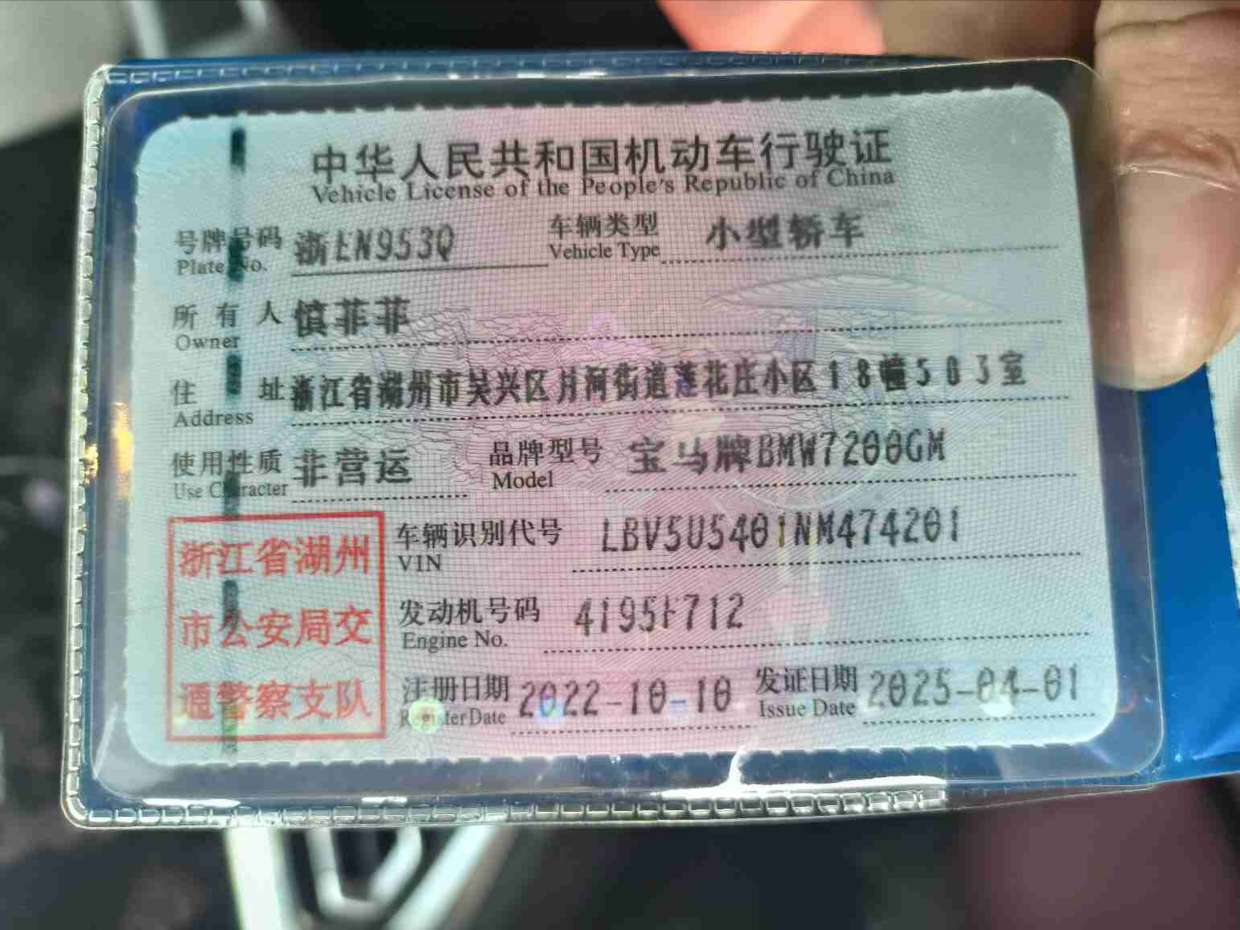 中华人民共和国机动车行驶证
Vehicle License of the People's Republic of China
号牌号码 浙EN953Q 车辆类型 小型轿车
Plate No. Vehicle Type
所有人 慎菲菲
Owner
住址 浙江省湖州市吴兴区月河街道莲花庄小区18幢503室
Address
使用性质 非营运 品牌型号 宝马牌BMW7200GM
Use Character Model
浙江省湖州 车辆识别代号 LBV5U5401NM474201
VIN
市公安局交 发动机号码 4195F712
Engine No.
通警察支队 注册日期 2022-10-10 发证日期 2025-04-01
Register Date Issue Date